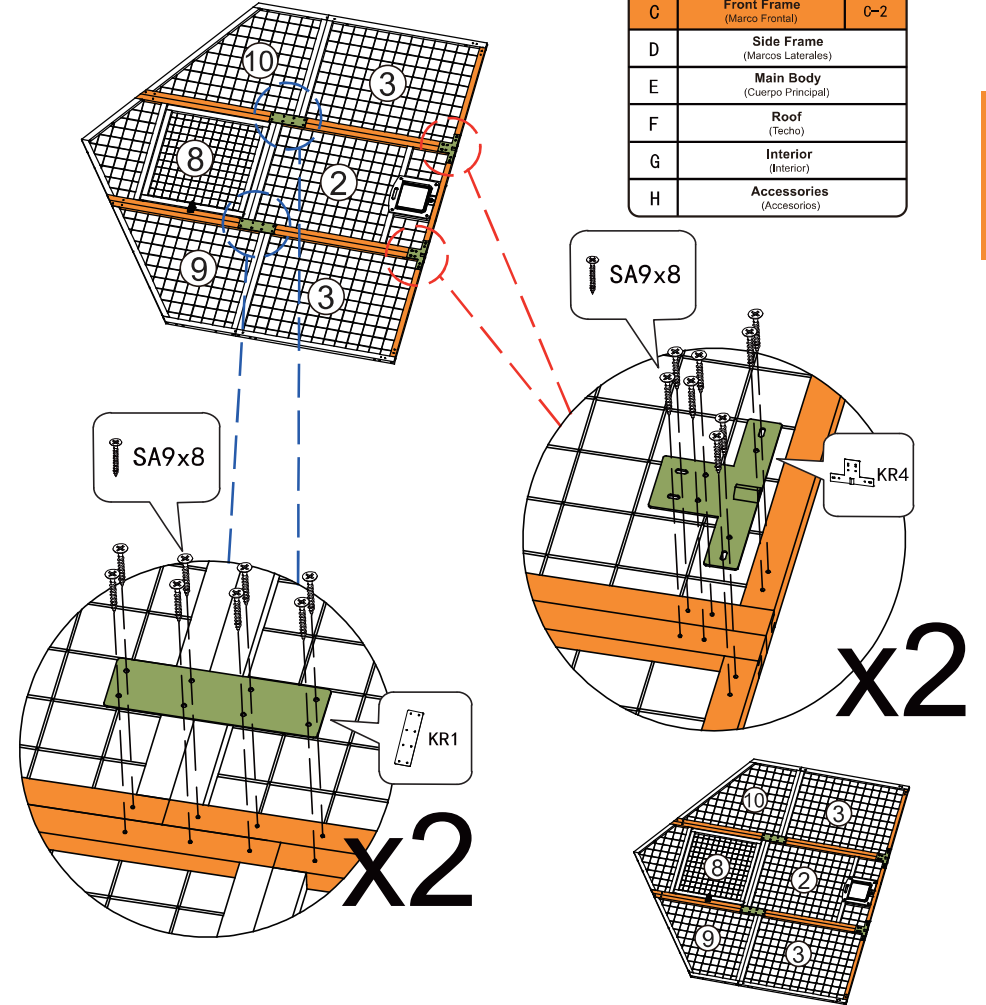 C Front Frame C-2
(Marco Frontal)
D Side Frame
(Marcos Laterales)
E Main Body
(Cuerpo Principal)
F Roof
(Techo)
G Interior
(Interior)
H Accessories
(Accesorios)
10
3
8
2
9
3
SA9x8
SA9x8
KR4
x2
KR1
x2
10
3
8
2
9
3